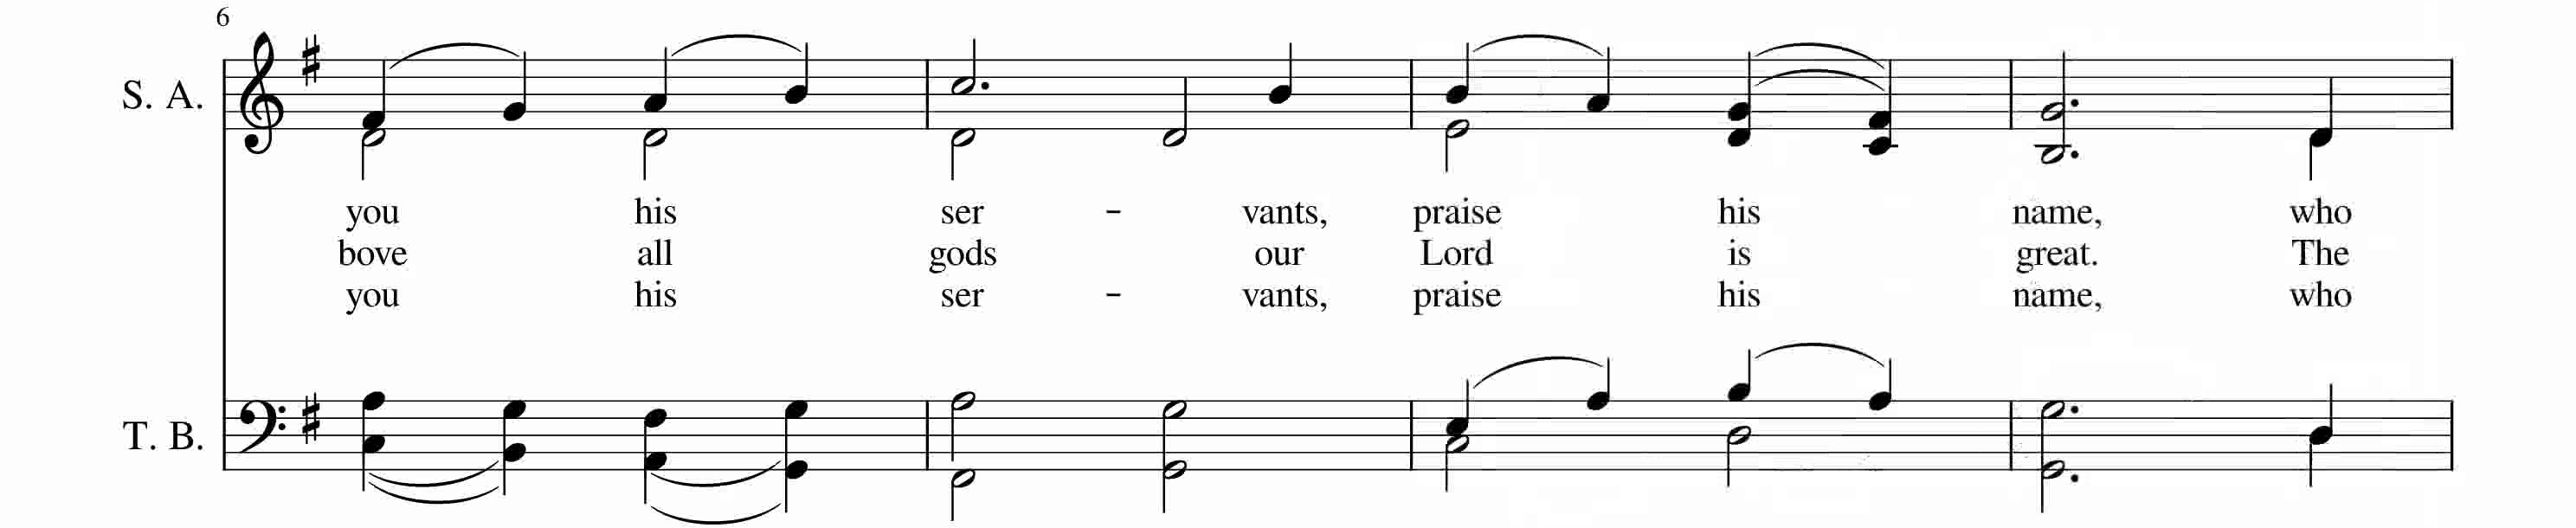 6
S. A.
you his ser - vants, praise his name, who
bove all gods our Lord is great. The
you his ser - vants, praise his name, who
T. B.